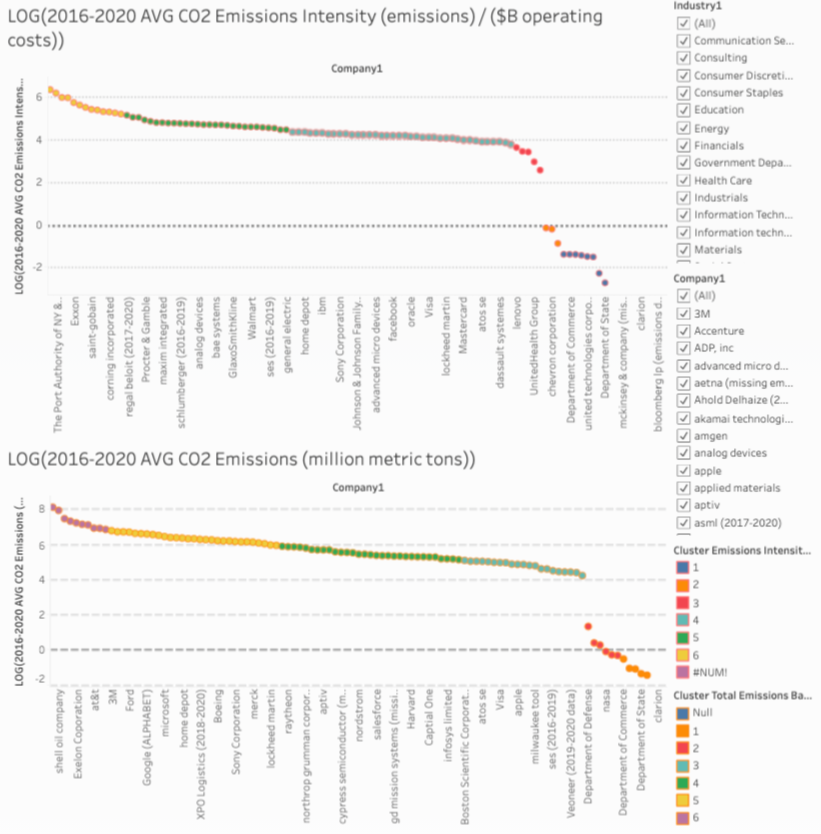 LOG(2016-2020 AVG CO2 Emissions Intensity (emissions) / ($B operating
costs))
Company1
LOG(2016-2020 AVG CO2 Emissions Intens...
6
4
2
0
-2
The Port Authority of NY &..
Exxon
saint-gobain
corning incorporated
regal beloit (2017-2020)
Procter & Gamble
maxim integrated
schlumberger (2016-2019)
analog devices
bae systems
GlaxoSmithKline
Walmart
ses (2016-2019)
general electric
home depot
ibm
Sony Corporation
Johnson & Johnson Family..
advanced micro devices
facebook
oracle
Visa
lockheed martin
Mastercard
atos se
dassault systemes
lenovo
UnitedHealth Group
chevron corporation
Department of Commerce
united technologies corpo..
Department of State
mckinsey & company (mis..
clarion
bloomberg lp (emissions d..
LOG(2016-2020 AVG CO2 Emissions (million metric tons))
Company1
LOG(2016-2020 AVG CO2 Emissions (...
8
6
4
2
0
-2
shell oil company
Exelon Coporation
at&t
3M
Ford
Google (ALPHABET)
microsoft
home depot
XPO Logistics (2018-2020)
Boeing
Sony Corporation
merck
lockheed martin
raytheon
northrop grumman corpor..
aptiv
cypress semiconductor (m..
nordstrom
salesforce
gd mission systems (missi..
Harvard
Captial One
infosys limited
Boston Scientific Corporat..
atos se
Visa
apple
milwaukee tool
ses (2016-2019)
Veoneer (2019-2020 data)
Department of Defense
nasa
Department of Commerce
Department of State
clarion
Industry1
(All)
Communication Se...
Consulting
Consumer Discreti...
Consumer Staples
Education
Energy
Financials
Government Depa...
Health Care
Industrials
Information Techn...
Information techn...
Materials
Company1
(All)
3M
Accenture
ADP, inc
advanced micro d...
aetna (missing em...
Ahold Delhaize (2...
akamai technologi...
amgen
analog devices
apple
applied materials
aptiv
asml (2017-2020)
Cluster Emissions Intensit...
1
2
3
4
5
6
#NUM!
Cluster Total Emissions Ba...
Null
1
2
3
4
5
6